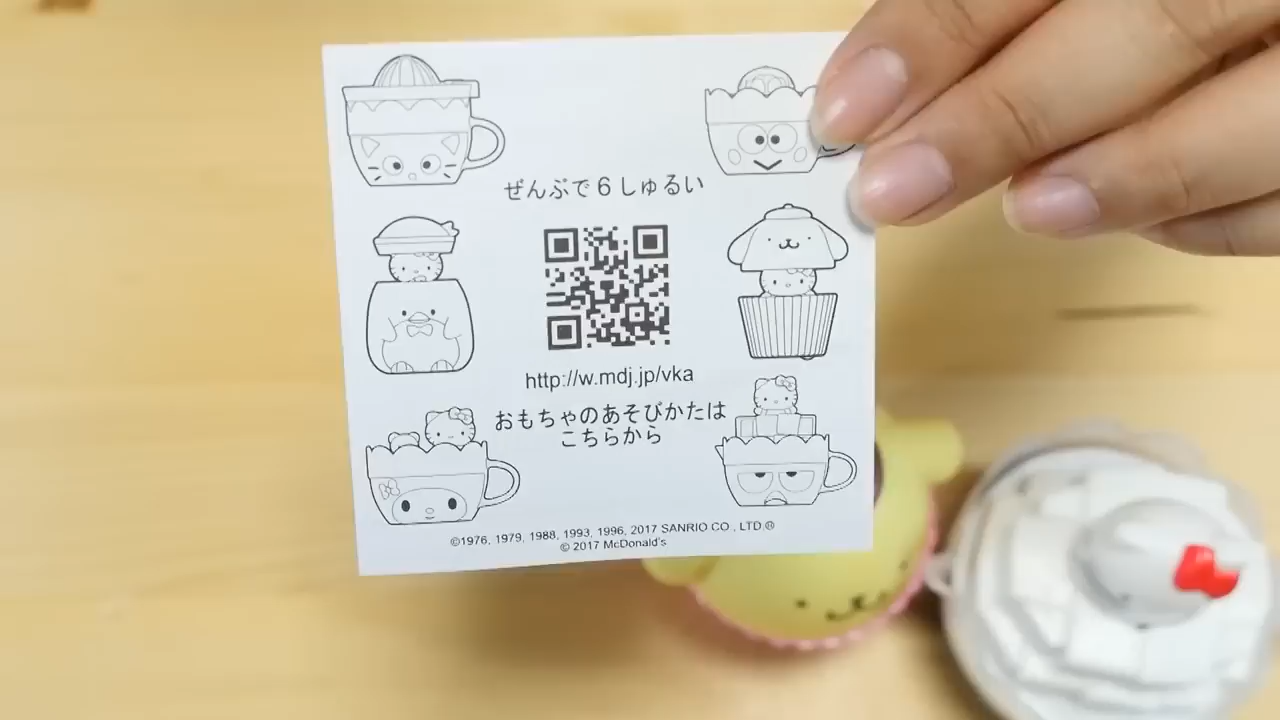 ぜんぶで6しゅるい
http://w.mdj.jp/vka
おもちゃのあそびかたは
こちらから
©1976, 1979, 1988, 1993, 1996, 2017 SANRIO CO., LTD.®
© 2017 McDonald's